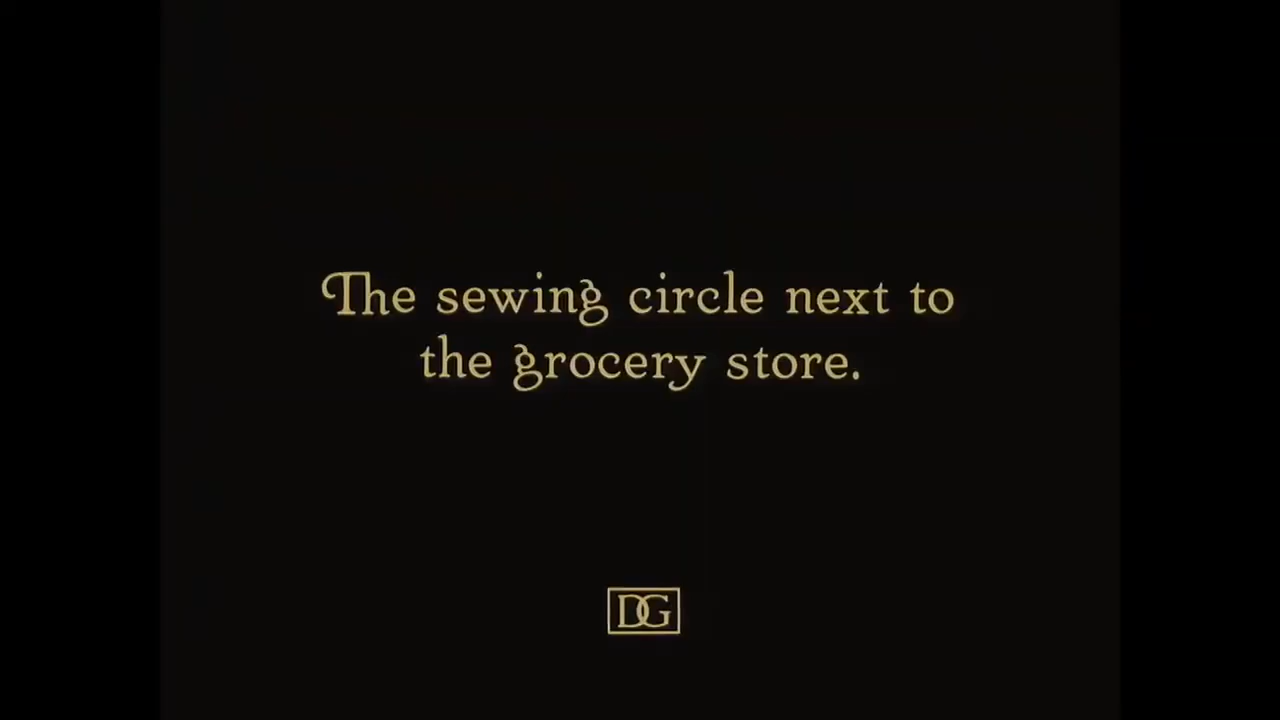 The sewing circle next to
the grocery store.
DG